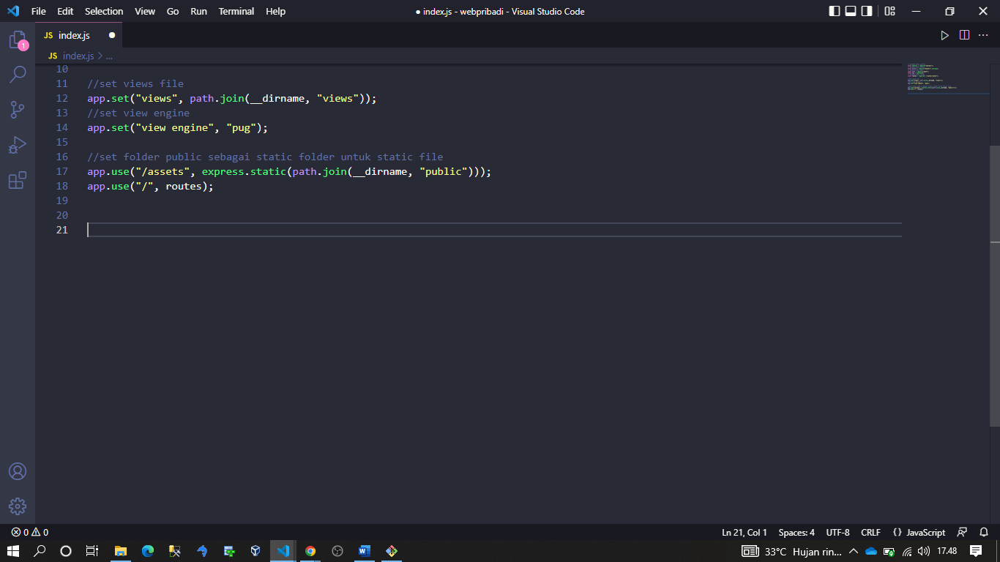 File Edit Selection View Go Run Terminal Help
● index.js - webpribadi - Visual Studio Code
JS index.js ●
1
JS index.js > ...
10
11 //set views file
12 app.set("views", path.join(__dirname, "views"));
13 //set view engine
14 app.set("view engine", "pug");
15
16 //set folder public sebagai static folder untuk static file
17 app.use("/assets", express.static(path.join(__dirname, "public")));
18 app.use("/", routes);
19
20
21
0 0
Ln 21, Col 1 Spaces: 4 UTF-8 CRLF {} JavaScript
33°C Hujan rin... 17.48